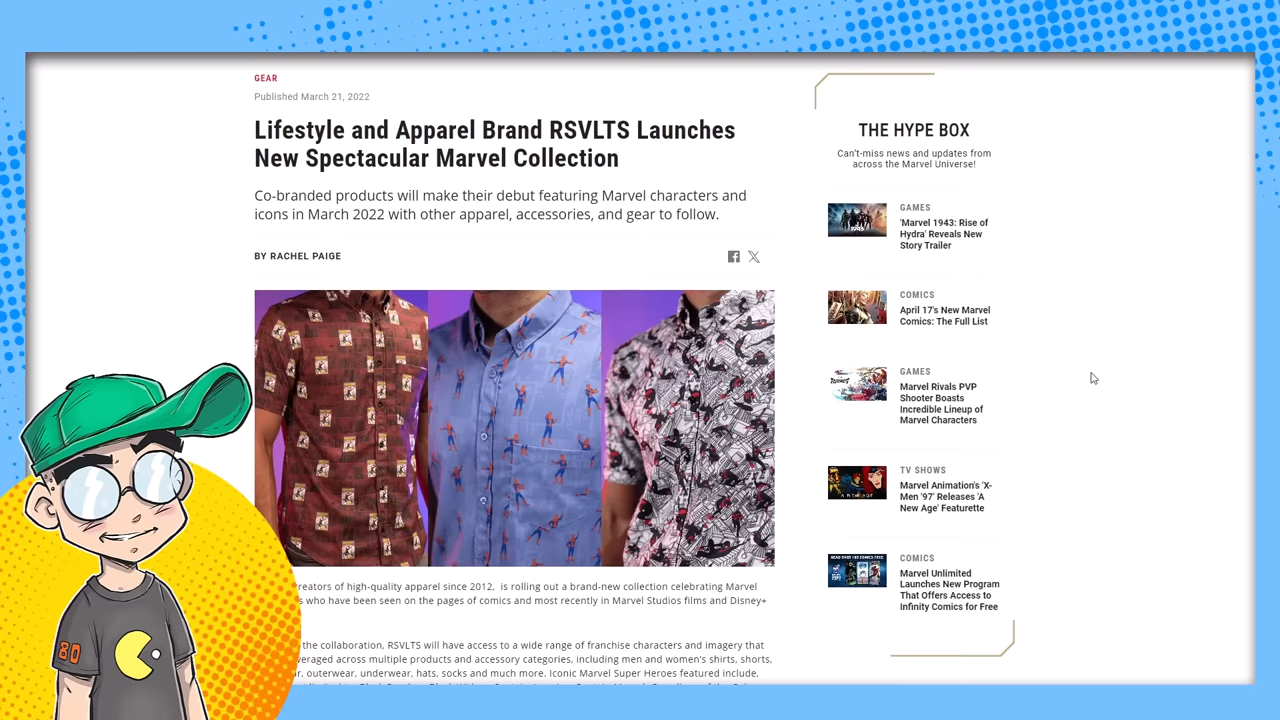 GEAR
Published March 21, 2022
Lifestyle and Apparel Brand RSVLTS Launches
New Spectacular Marvel Collection
Co-branded products will make their debut featuring Marvel characters and
icons in March 2022 with other apparel, accessories, and gear to follow.
BY RACHEL PAIGE
creators of high-quality apparel since 2012, is rolling out a brand-new collection celebrating Marvel
who have been seen on the pages of comics and most recently in Marvel Studios films and Disney+
the collaboration, RSVLTS will have access to a wide range of franchise characters and imagery that
across multiple products and accessory categories, including men and women's shirts, shorts,
outerwear, underwear, hats, socks and much more. Iconic Marvel Super Heroes featured include,
THE HYPE BOX
Can't-miss news and updates from
across the Marvel Universe!
GAMES
'Marvel 1943: Rise of
Hydra' Reveals New
Story Trailer
COMICS
April 17's New Marvel
Comics: The Full List
GAMES
Marvel Rivals PVP
Shooter Boasts
Incredible Lineup of
Marvel Characters
TV SHOWS
Marvel Animation's 'X-
Men '97' Releases 'A
New Age' Featurette
COMICS
Marvel Unlimited
Launches New Program
That Offers Access to
Infinity Comics for Free
80